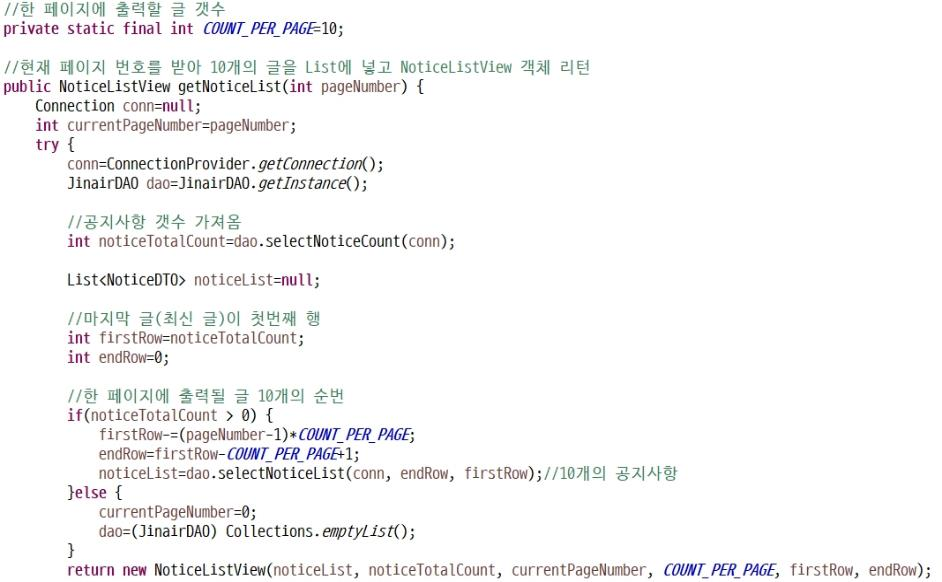 //한 페이지에 출력할 글 갯수
private static final int COUNT_PER_PAGE=10;
//현재 페이지 번호를 받아 10개의 글을 List에 넣고 NoticeListView 객체 리턴
public NoticeListView getNoticeList(int pageNumber) {
Connection conn=null;
int currentPageNumber=pageNumber;
try {
conn=ConnectionProvider.getConnection();
JinairDAO dao=JinairDAO.getInstance();
//공지사항 갯수 가져옴
int noticeTotalCount=dao.selectNoticeCount(conn);
List<NoticeDTO> noticeList=null;
//마지막 글(최신 글)이 첫번째 행
int firstRow=noticeTotalCount;
int endRow=0;
//한 페이지에 출력될 글 10개의 순번
if(noticeTotalCount > 0) {
firstRow-=(pageNumber-1)*COUNT_PER_PAGE;
endRow=firstRow-COUNT_PER_PAGE+1;
noticeList=dao.selectNoticeList(conn, endRow, firstRow);//10개의 공지사항
}else {
currentPageNumber=0;
dao=(JinairDAO) Collections.emptyList();
}
return new NoticeListView(noticeList, noticeTotalCount, currentPageNumber, COUNT_PER_PAGE, firstRow, endRow);